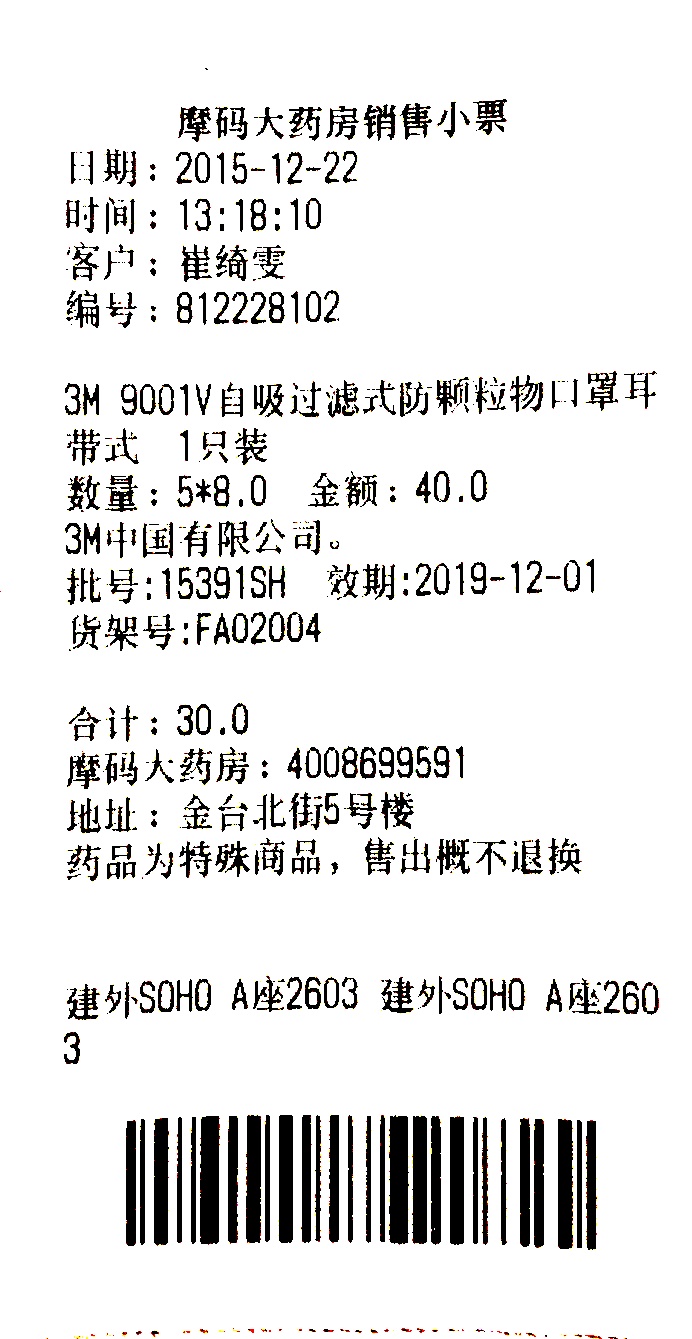 摩码大药房销售小票
日期：2015-12-22
时间：13:18:10
客户：崔绮雯
编号：812228102
3M 9001V自吸过滤式防颗粒物口罩耳
带式 1只装
数量：5*8.0 金额：40.0
3M中国有限公司。
批号:15391SH 效期:2019-12-01
货架号:FA02004
合计：30.0
摩码大药房：4008699591
地址：金台北街5号楼
药品为特殊商品，售出概不退换
建外SOHO A座2603 建外SOHO A座260
3